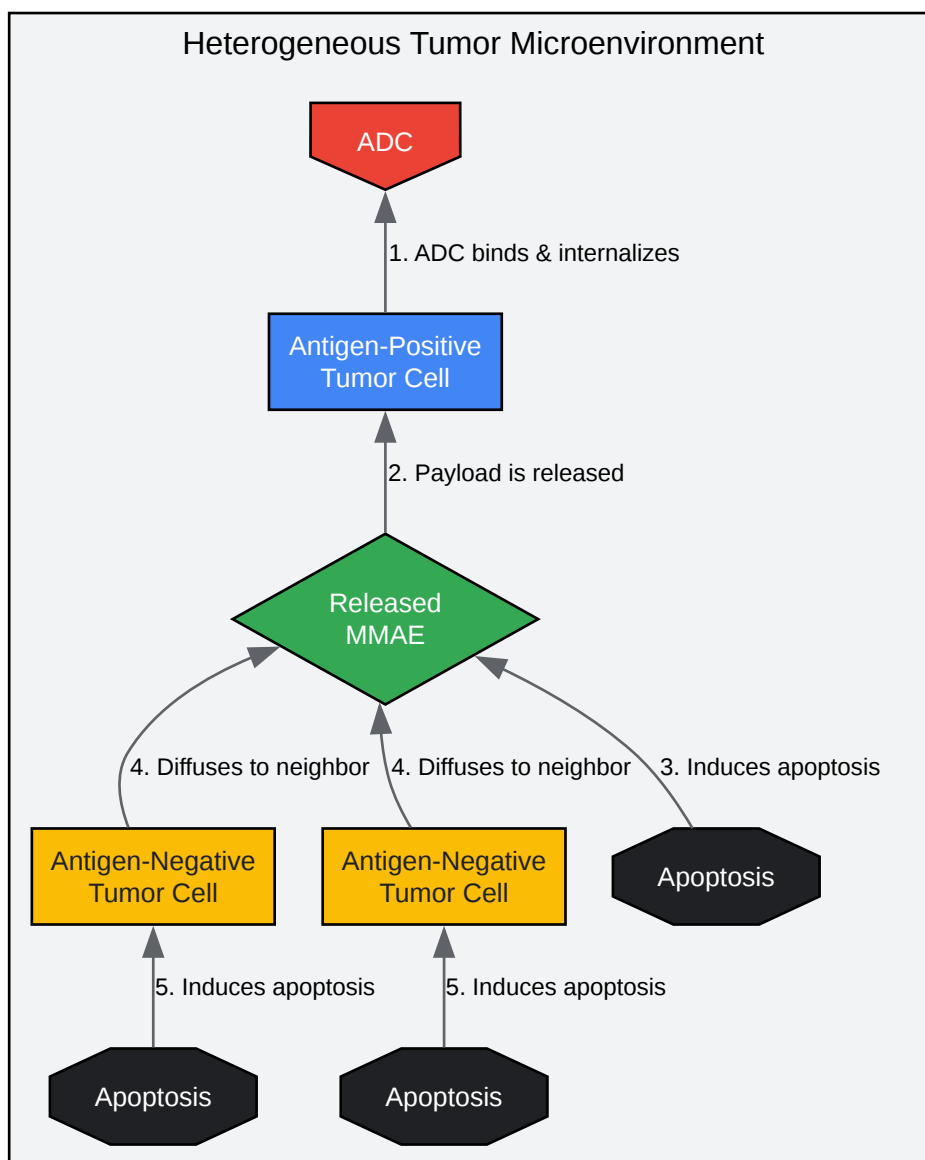 Heterogeneous Tumor Microenvironment
ADC
1. ADC binds & internalizes
Antigen-Positive
Tumor Cell
2. Payload is released
Released
MMAE
4. Diffuses to neighbor
4. Diffuses to neighbor
3. Induces apoptosis
Antigen-Negative
Tumor Cell
Antigen-Negative
Tumor Cell
Apoptosis
5. Induces apoptosis
5. Induces apoptosis
Apoptosis
Apoptosis